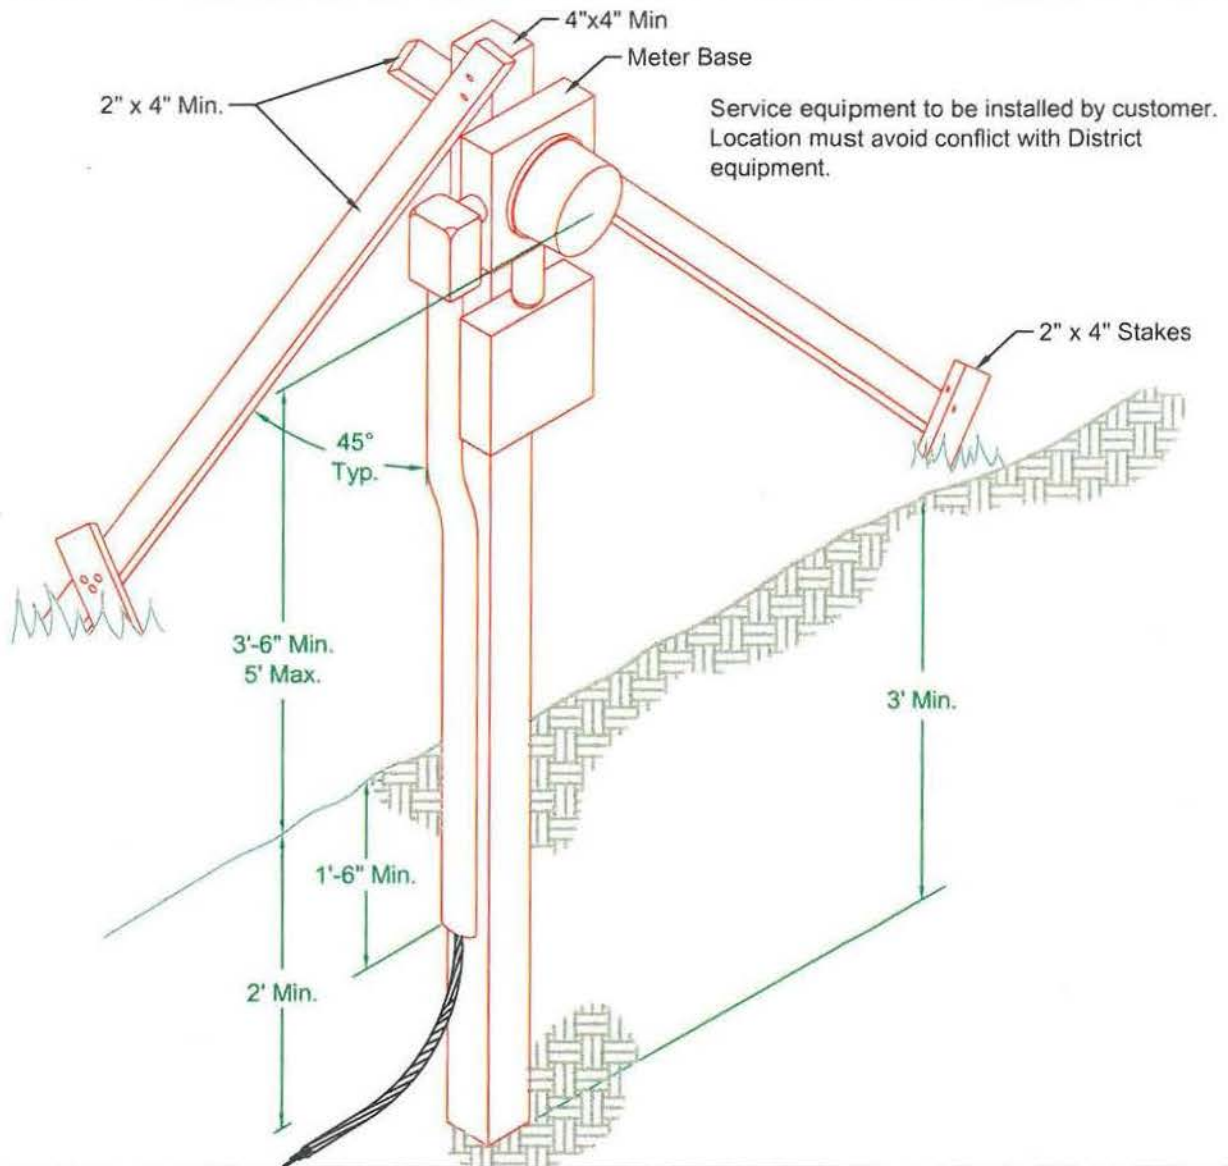 4"x4" Min
Meter Base
2" x 4" Min.
Service equipment to be installed by customer.
Location must avoid conflict with District
equipment.
2" x 4" Stakes
45°
Typ.
3'-6" Min.
5' Max.
3' Min.
1'-6" Min.
2' Min.